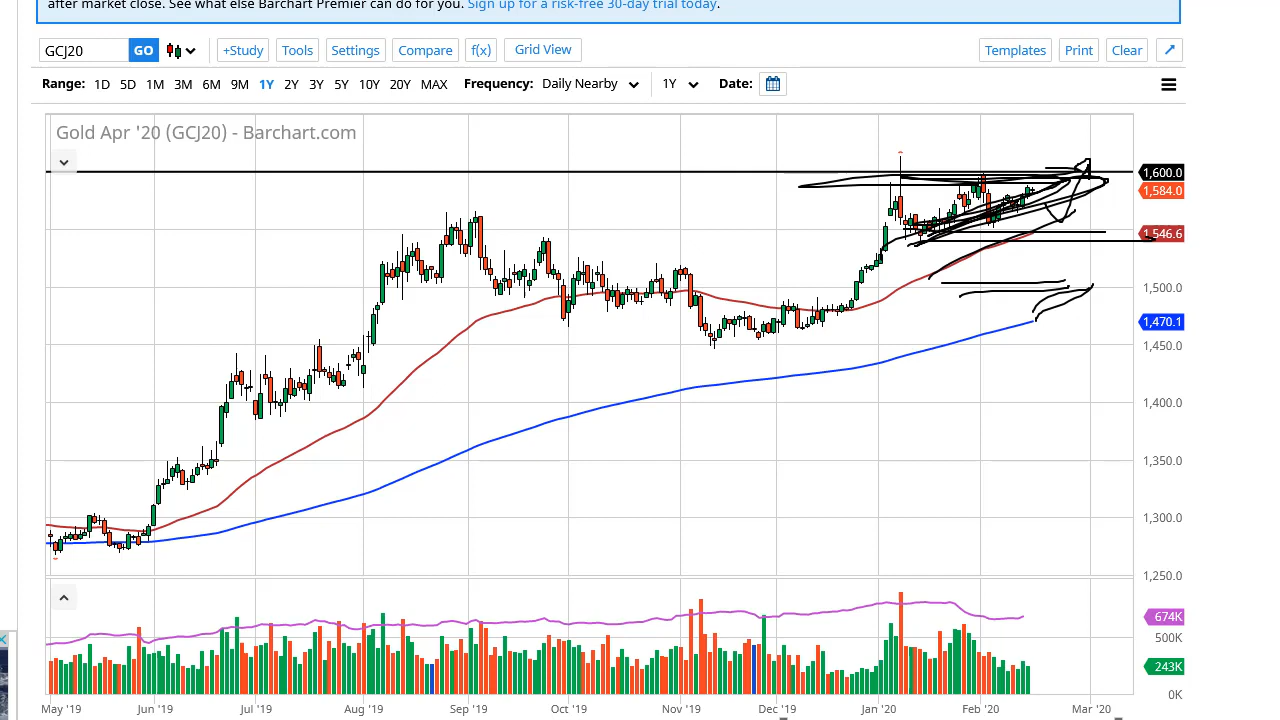 after market close. See what else Barchart Premier can do for you. Sign up for a risk-free 30-day trial today.
GCJ20 GO +Study Tools Settings Compare f(x) Grid View Templates Print Clear
Range: 1D 5D 1M 3M 6M 9M 1Y 2Y 3Y 5Y 10Y 20Y MAX Frequency: Daily Nearby 1Y Date:
Gold Apr '20 (GCJ20) - Barchart.com
1,600.0
1,584.0
1,546.6
1,500.0
1,470.1
1,450.0
1,400.0
1,350.0
1,300.0
1,250.0
674K
500K
243K
0K
May '19 Jun '19 Jul '19 Aug '19 Sep '19 Oct '19 Nov '19 Dec '19 Jan '20 Feb '20 Mar '20